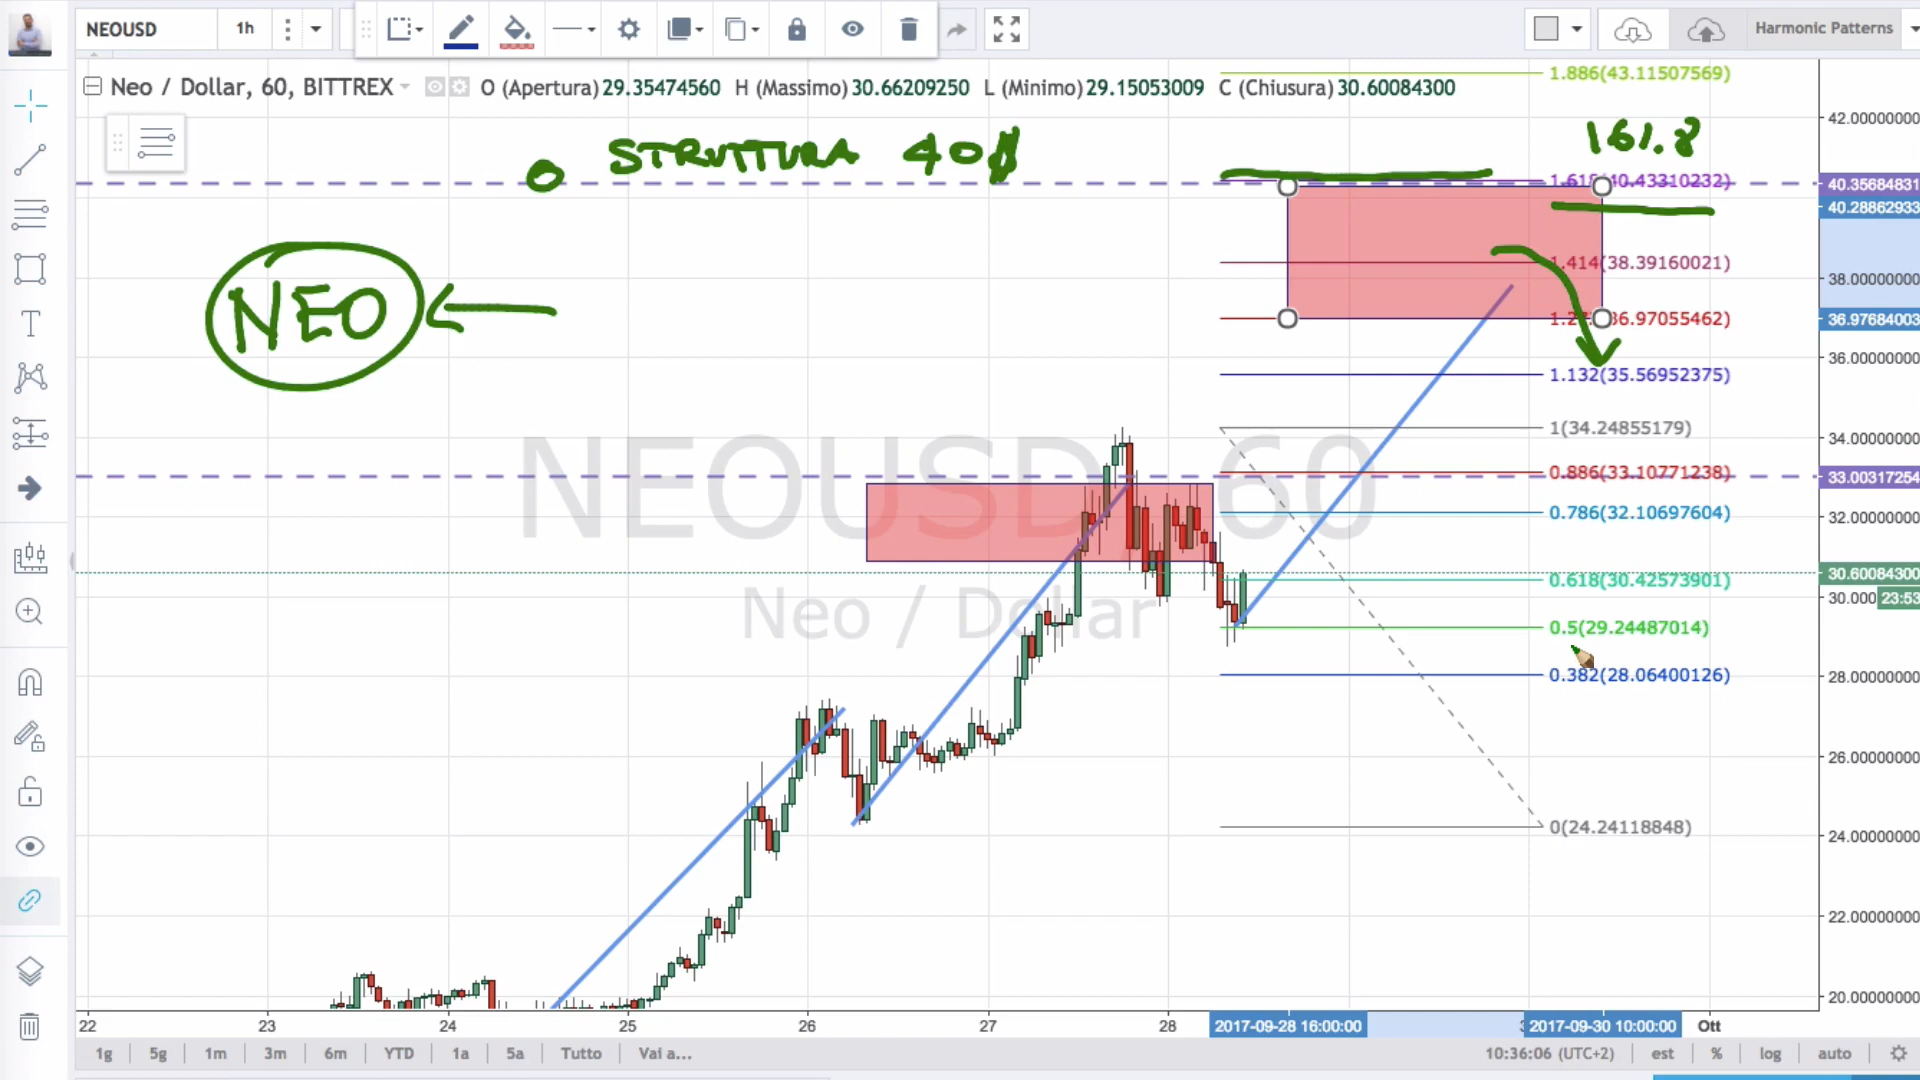 NEOUSD
1h
Harmonic Patterns
Neo / Dollar, 60, BITTREX
O (Apertura) 29.35474560 H (Massimo) 30.66209250 L (Minimo) 29.15053009 C (Chiusura) 30.60084300
1.886(43.11507569)
42.00000000
161.8
STRUTTURA 40$
1.618(40.43310232)
40.35684831
40.28862933
1.414(38.39160021)
38.00000000
NEO
36.97055462)
36.97684003
36.00000000
1.132(35.56952375)
1(34.24855179)
34.00000000
0.886(33.10771238)
33.00317254
NEOUSD, 60
0.786(32.10697604)
32.00000000
30.60084300
0.618(30.42573901)
30.000
23:53
Neo / Dollar
0.5(29.24487014)
0.382(28.06400126)
28.00000000
26.00000000
0(24.24118848)
24.00000000
22.00000000
20.00000000
22 23 24 25 26 27 28 2017-09-28 16:00:00 2017-09-30 10:00:00 Ott
1g 5g 1m 3m 6m YTD 1a 5a Tutto Vai a... 10:36:06 (UTC+2) est % log auto